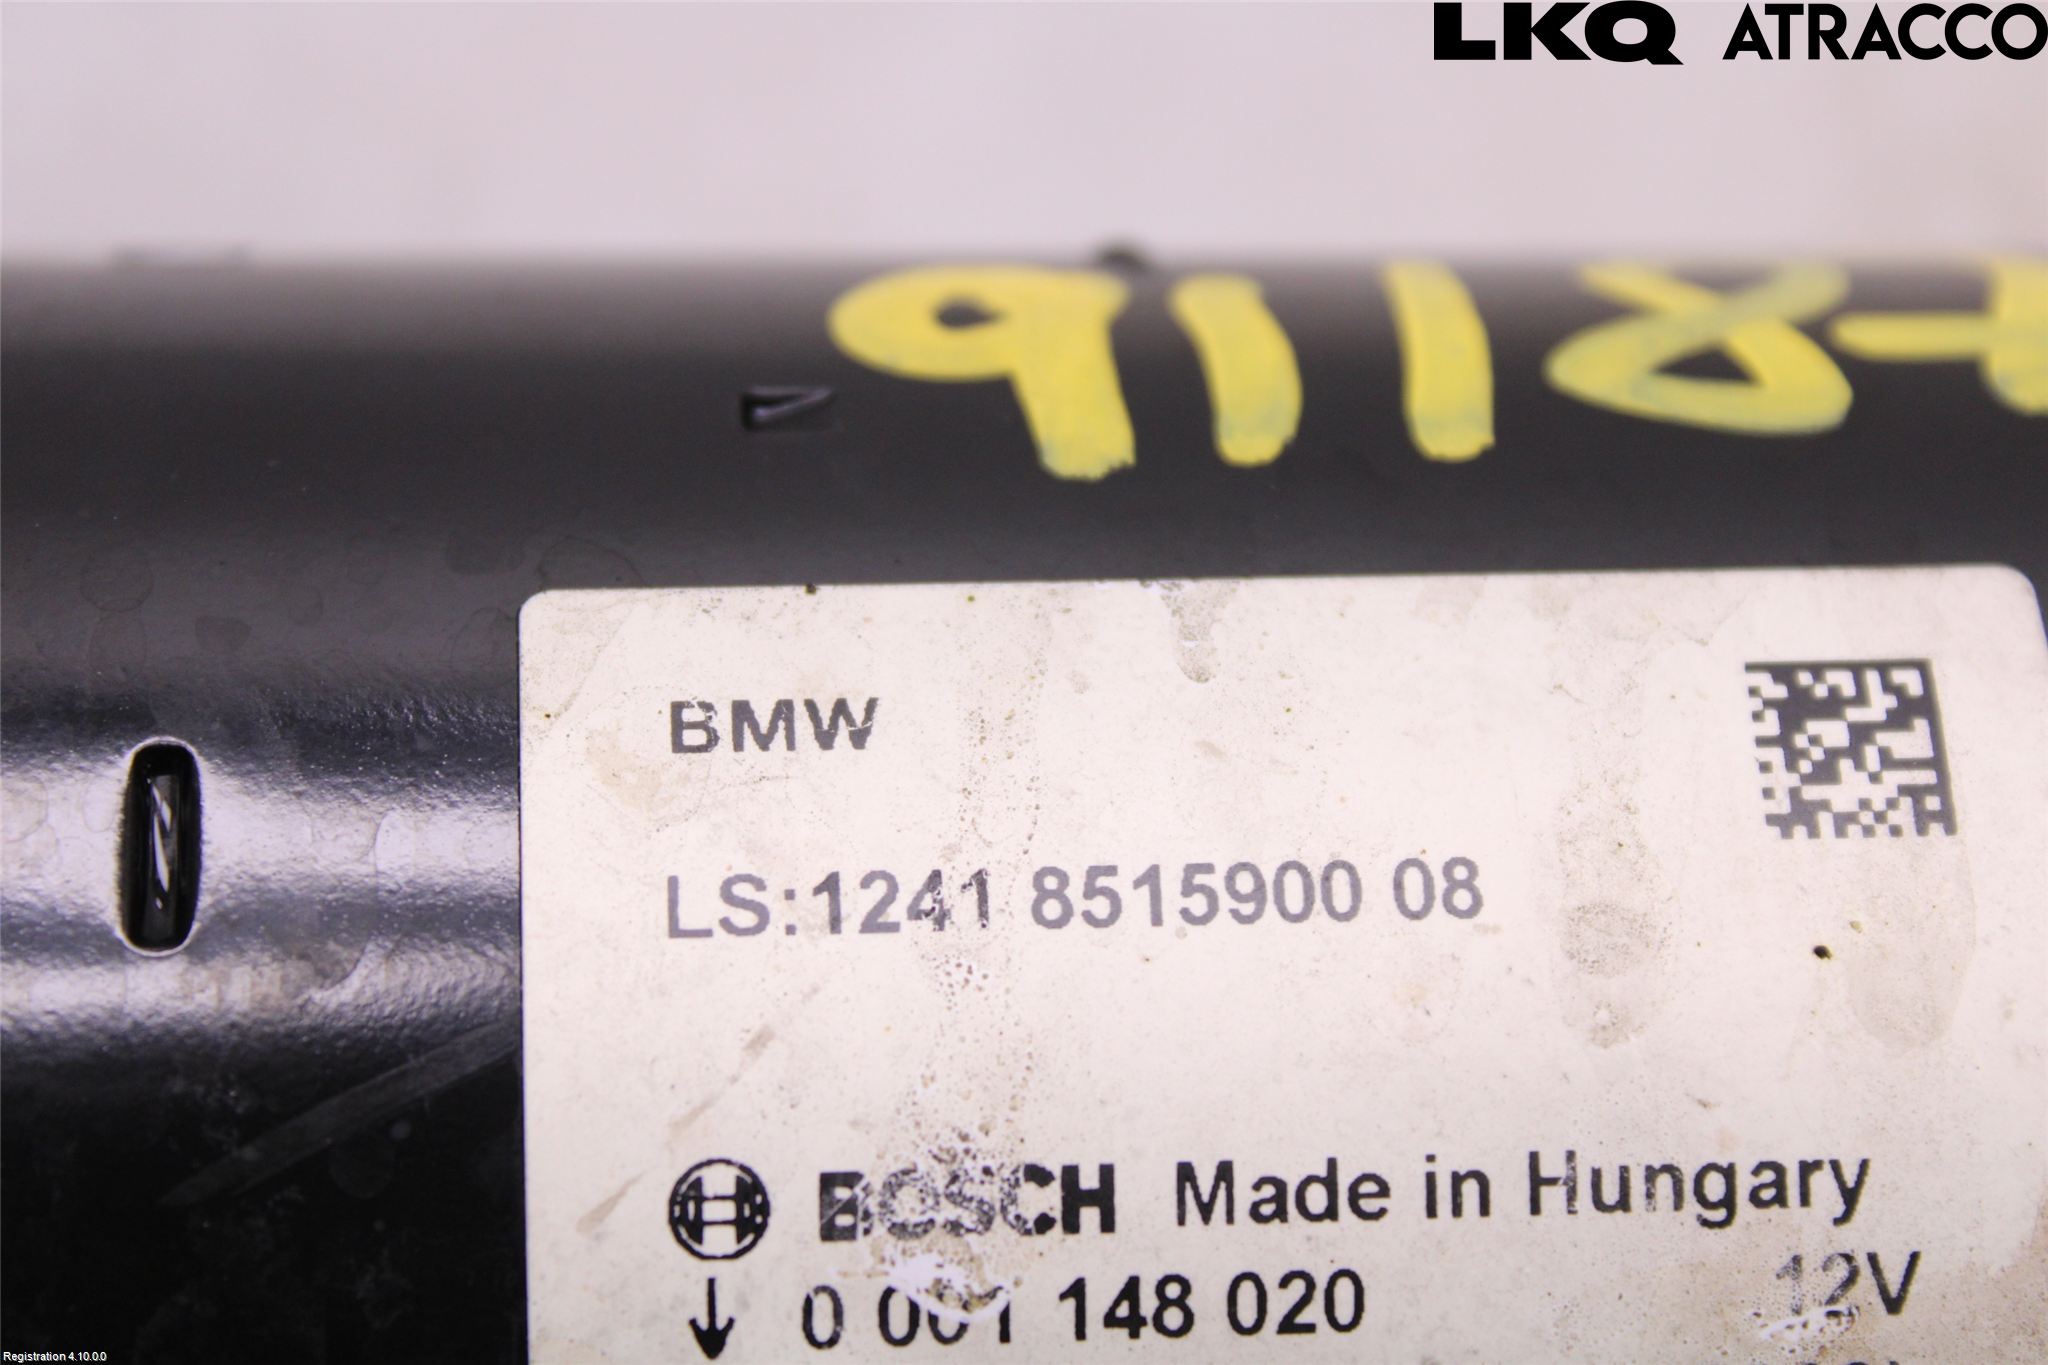 LKQ ATRACCO
9118
BMW
LS:1241 8515900 08
BOSCH Made in Hungary
0 001 148 020
12V
Registration 4.10.0.0